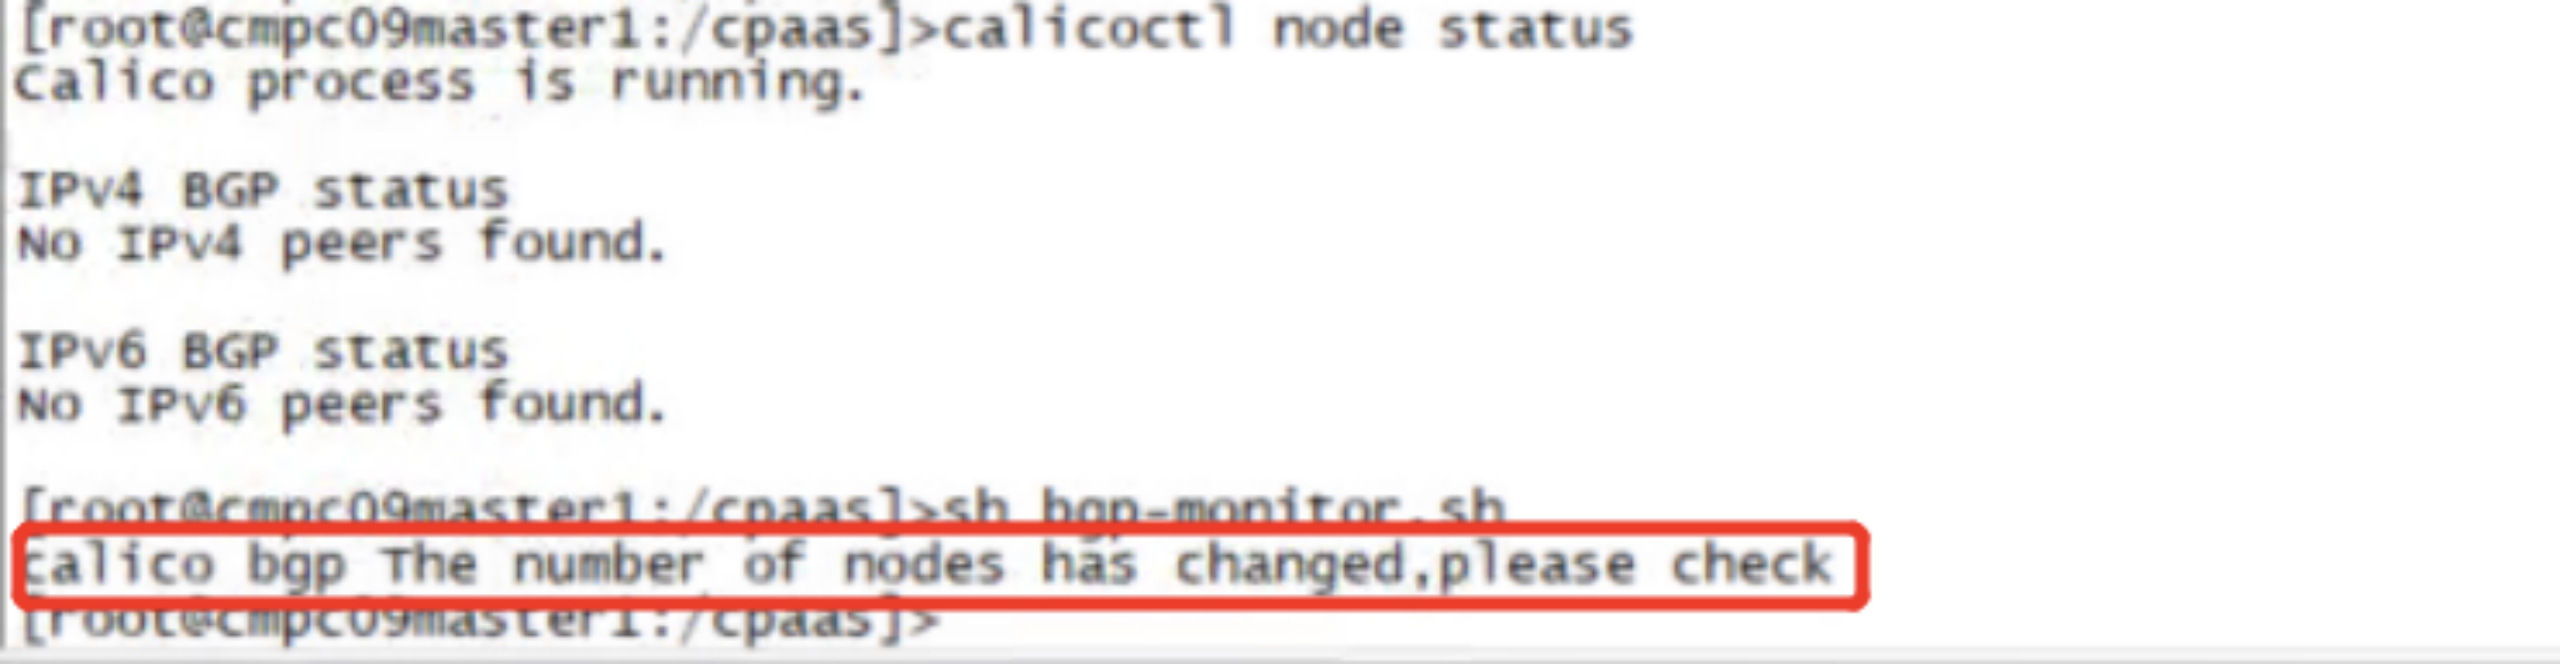 [root@cmpc09master1:/cpaas]>calicoctl node status
Calico process is running.
IPv4 BGP status
No IPv4 peers found.
IPv6 BGP status
No IPv6 peers found.
[root@cmpc09master1:/cpaas]>sh bgp-monitor.sh
calico bgp The number of nodes has changed,please check
[root@cmpc09master1:/cpaas]>